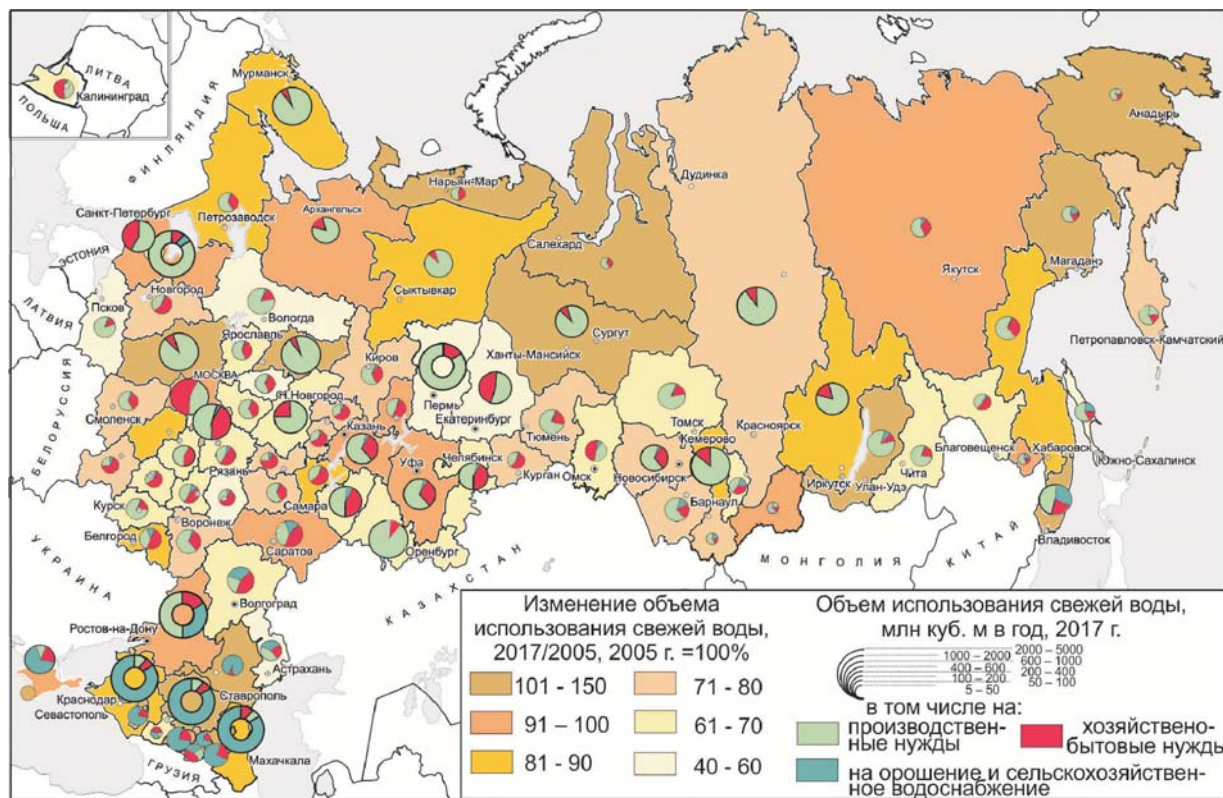 ЛИТВА
Калининград
ПОЛЬША
ФИНЛЯНДИЯ
Мурманск
Анадырь
Дудинка
Нарьян-Мар
Санкт-Петербург
Архангельск
Петрозаводск
ЭСТОНИЯ
Салехард
Магадан
Якутск
Новгород
Сыктывкар
Псков
ЛАТВИЯ
Вологда
Сургут
Петропавловск-Камчатский
Ярославль
Киров
Ханты-Мансийск
МОСКВА
БЕЛОРУССИЯ
Смоленск
Н.Новгород
Пермь
Казань
Екатеринбург
Тюмень
Томск
Красноярск
Благовещенск
Хабаровск
Кемерово
Рязань
Уфа
Челябинск
Курган
Омск
Новосибирск
Иркутск
Улан-Удэ
Чита
Южно-Сахалинск
Курск
Самара
Барнаул
Воронеж
Белгород
Саратов
Оренбург
МОНГОЛИЯ
КИТАЙ
Владивосток
УКРАИНА
КАЗАХСТАН
Волгоград
Ростов-на-Дону
Астрахань
Краснодар
Ставрополь
Севастополь
Махачкала
ГРУЗИЯ
Изменение объема
использования свежей воды,
2017/2005, 2005 г. =100%
101 - 150
71 - 80
91 – 100
61 - 70
81 - 90
40 - 60
Объем использования свежей воды,
млн куб. м в год, 2017 г.
2000 – 5000
1000 – 2000
600 – 1000
400 – 600
200 – 400
100 – 200
50 – 100
5 – 50
в том числе на:
производствен-
ные нужды
хозяйствено-
бытовые нужды
на орошение и сельскохозяйствен-
ное водоснабжение